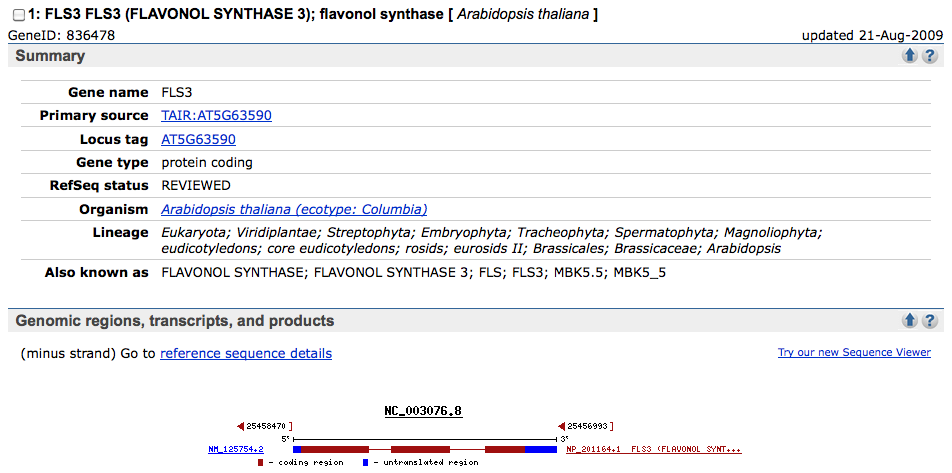 1: FLS3 FLS3 (FLAVONOL SYNTHASE 3); flavonol synthase [ Arabidopsis thaliana ]
GeneID: 836478 updated 21-Aug-2009
Summary
Gene name FLS3
Primary source TAIR:AT5G63590
Locus tag AT5G63590
Gene type protein coding
RefSeq status REVIEWED
Organism Arabidopsis thaliana (ecotype: Columbia)
Lineage Eukaryota; Viridiplantae; Streptophyta; Embryophyta; Tracheophyta; Spermatophyta; Magnoliophyta;
eudicotyledons; core eudicotyledons; rosids; eurosids II; Brassicales; Brassicaceae; Arabidopsis
Also known as FLAVONOL SYNTHASE; FLAVONOL SYNTHASE 3; FLS; FLS3; MBK5.5; MBK5_5
Genomic regions, transcripts, and products
(minus strand) Go to reference sequence details Try our new Sequence Viewer
NC_003076.8
25458470 ] 25456993 ]
5' 3'
NM_125754.2 NP_201164.1 FLS3 (FLAVONOL SYNT...
- coding region - untranslated region